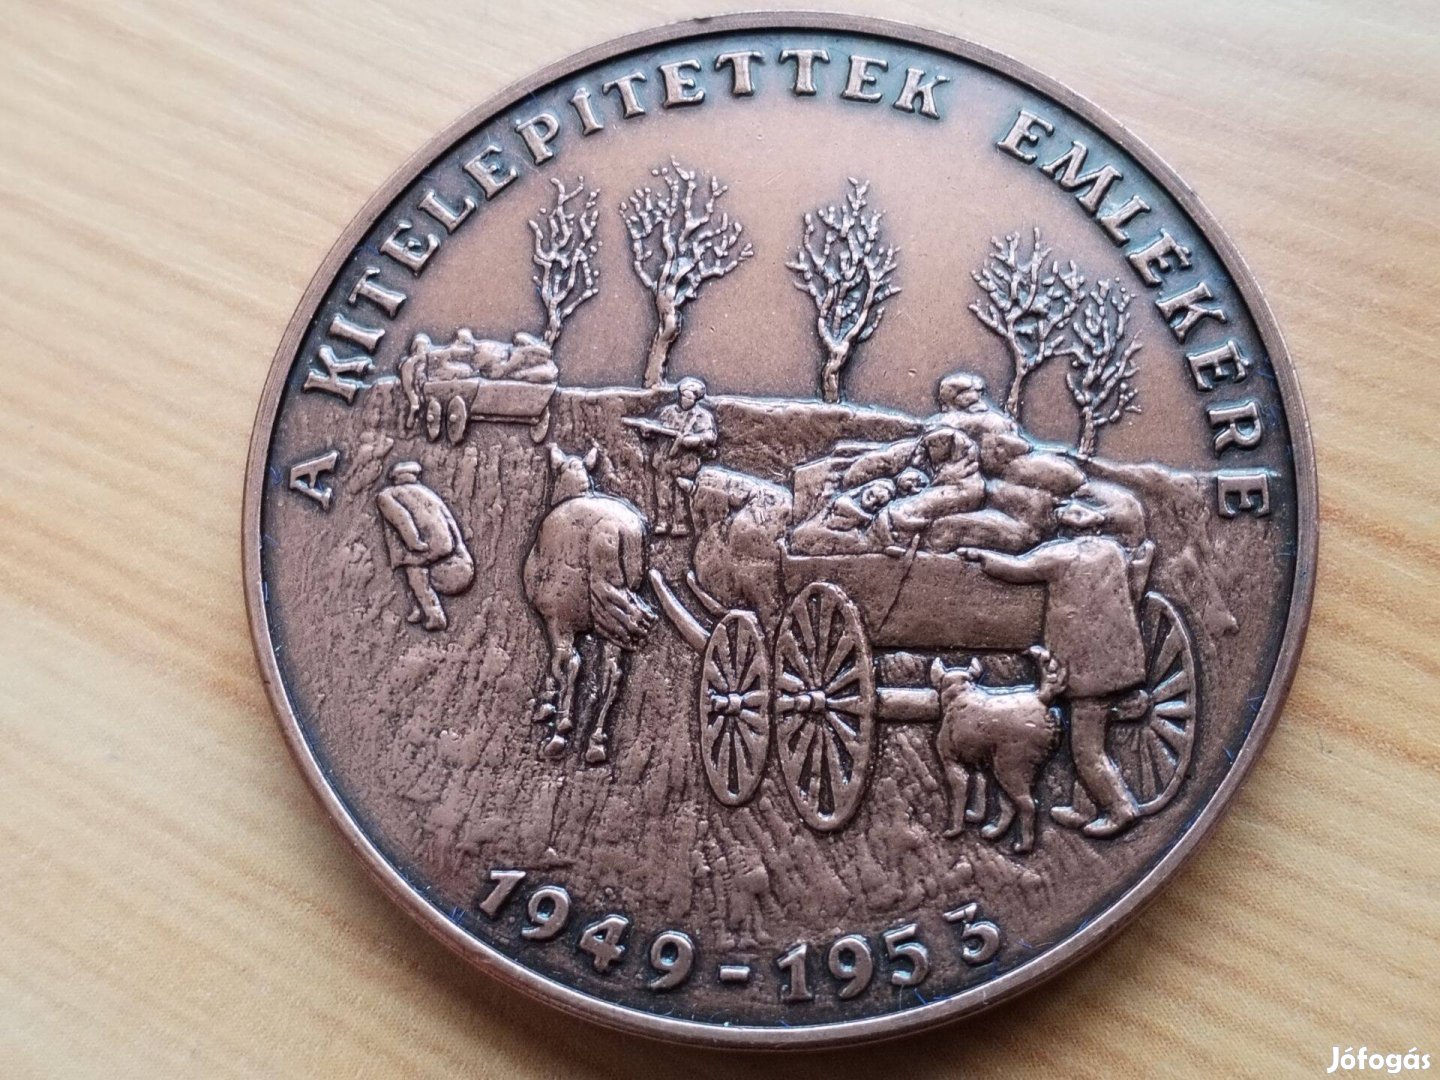 A KITELEPÍTETTEK EMLÉKÉRE
1949-1953
Jófogás